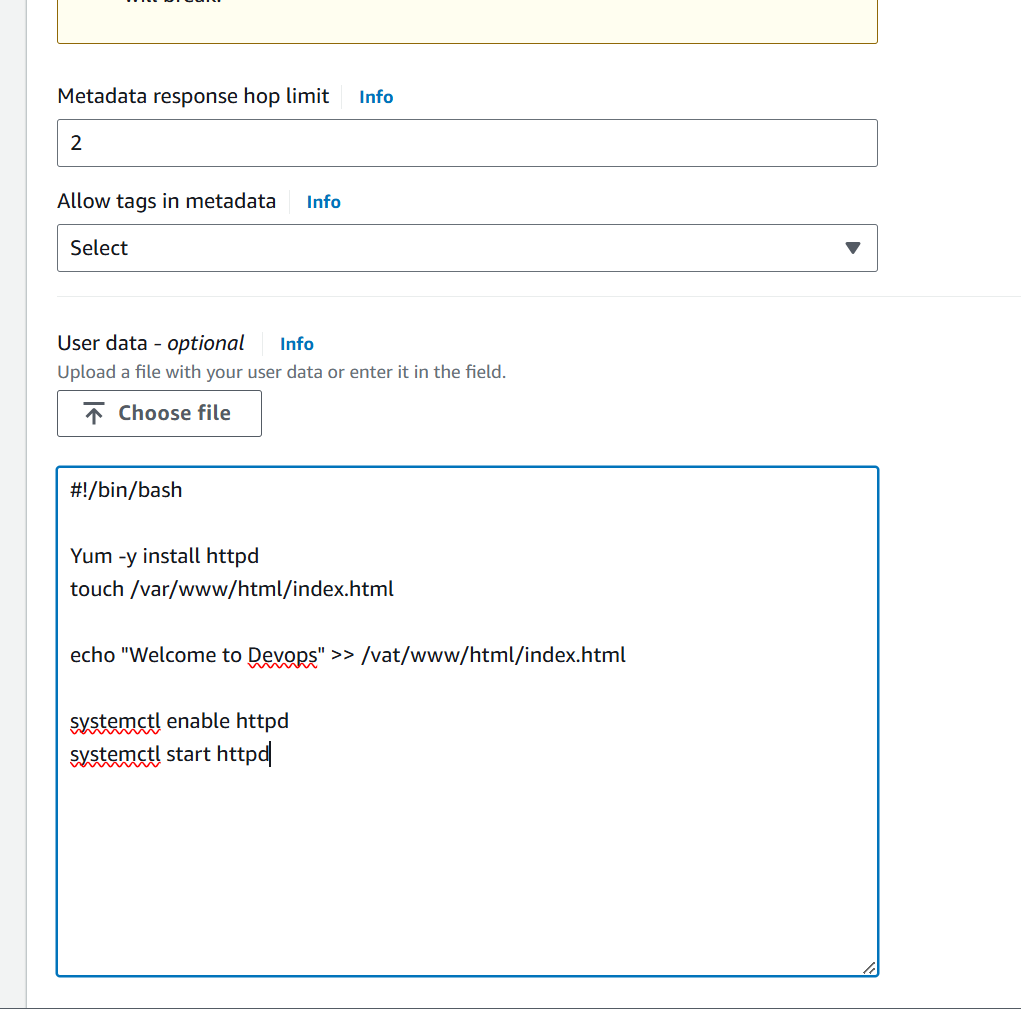 will break.
Metadata response hop limit Info
2
Allow tags in metadata Info
Select
User data - optional Info
Upload a file with your user data or enter it in the field.
Choose file
#!/bin/bash
Yum -y install httpd
touch /var/www/html/index.html
echo "Welcome to Devops" >> /vat/www/html/index.html
systemctl enable httpd
systemctl start httpd